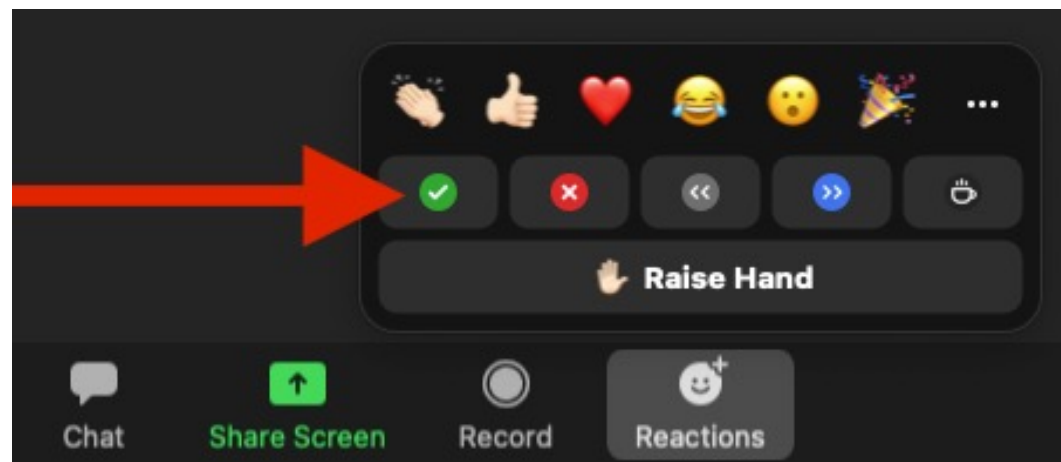 Raise Hand
Chat
Share Screen
Record
Reactions